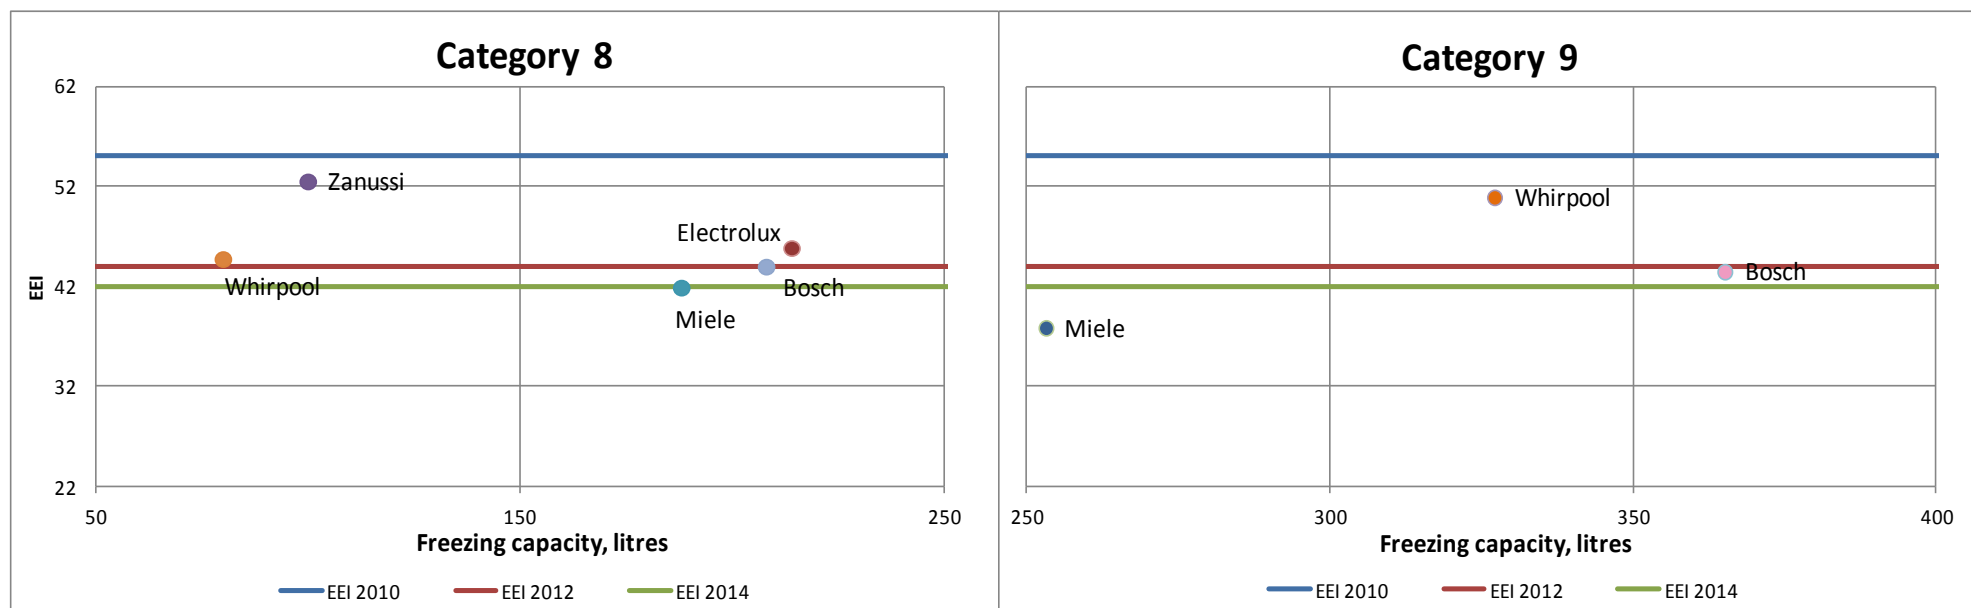 Category 8
62
52
42
32
22
EEI
Zanussi
Electrolux
Whirpool
Bosch
Miele
50
150
250
Freezing capacity, litres
EEI 2010
EEI 2012
EEI 2014
Category 9
Whirpool
Bosch
Miele
250
300
350
400
Freezing capacity, litres
EEI 2010
EEI 2012
EEI 2014